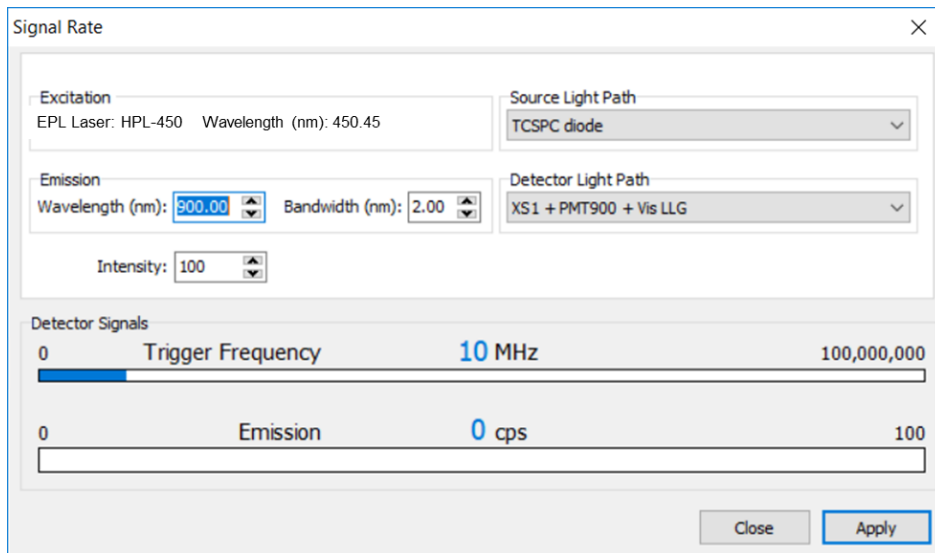 Signal Rate
Excitation
EPL Laser: HPL-450 Wavelength (nm): 450.45
Source Light Path
TCSPC diode
Emission
Wavelength (nm): 900.00 Bandwidth (nm): 2.00
Detector Light Path
XS1 + PMT900 + Vis LLG
Intensity: 100
Detector Signals
0 Trigger Frequency 10 MHz 100,000,000
0 Emission 0 cps 100
Close Apply